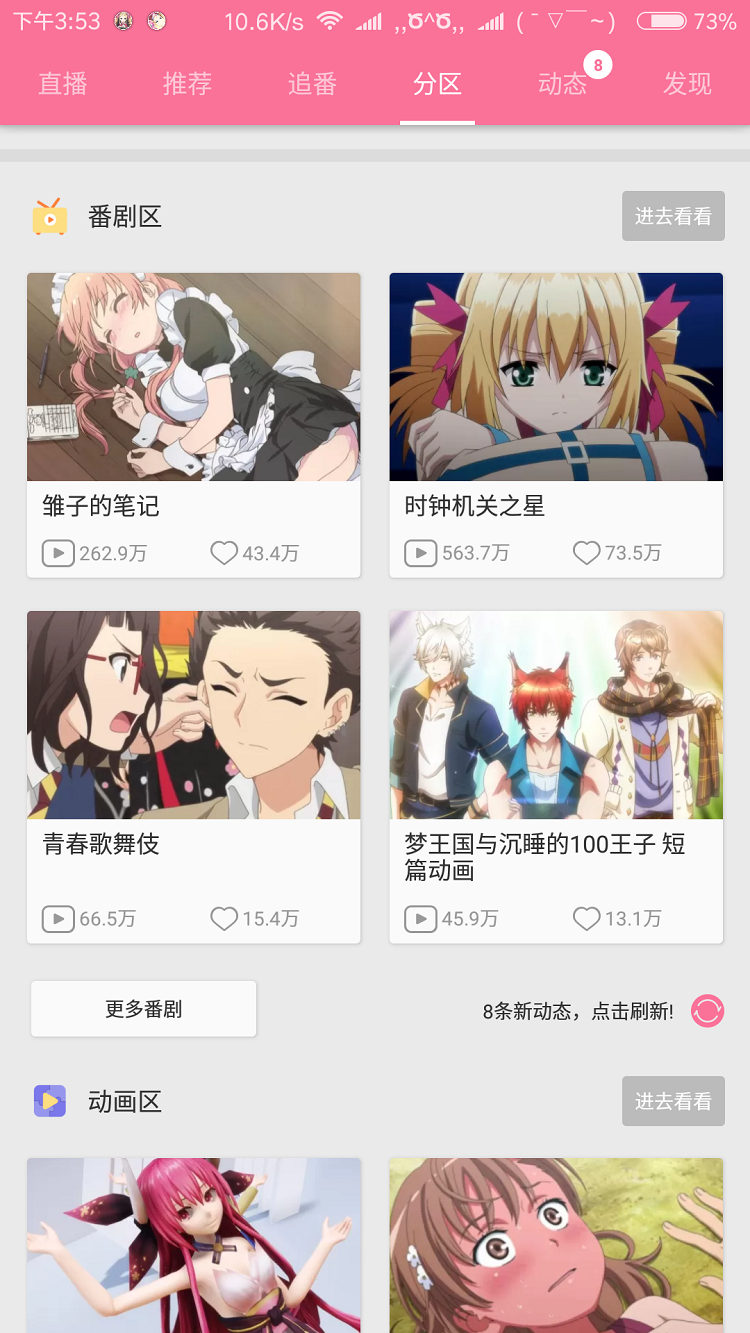 下午3:53 10.6K/s ,,Ծ^Ծ,, (ˉ▽￣～) 73%
直播 推荐 追番 分区 动态 8 发现
番剧区 进去看看
雏子的笔记 时钟机关之星
262.9万 43.4万 563.7万 73.5万
青春歌舞伎 梦王国与沉睡的100王子 短
篇动画
66.5万 15.4万 45.9万 13.1万
更多番剧 8条新动态，点击刷新!
动画区 进去看看